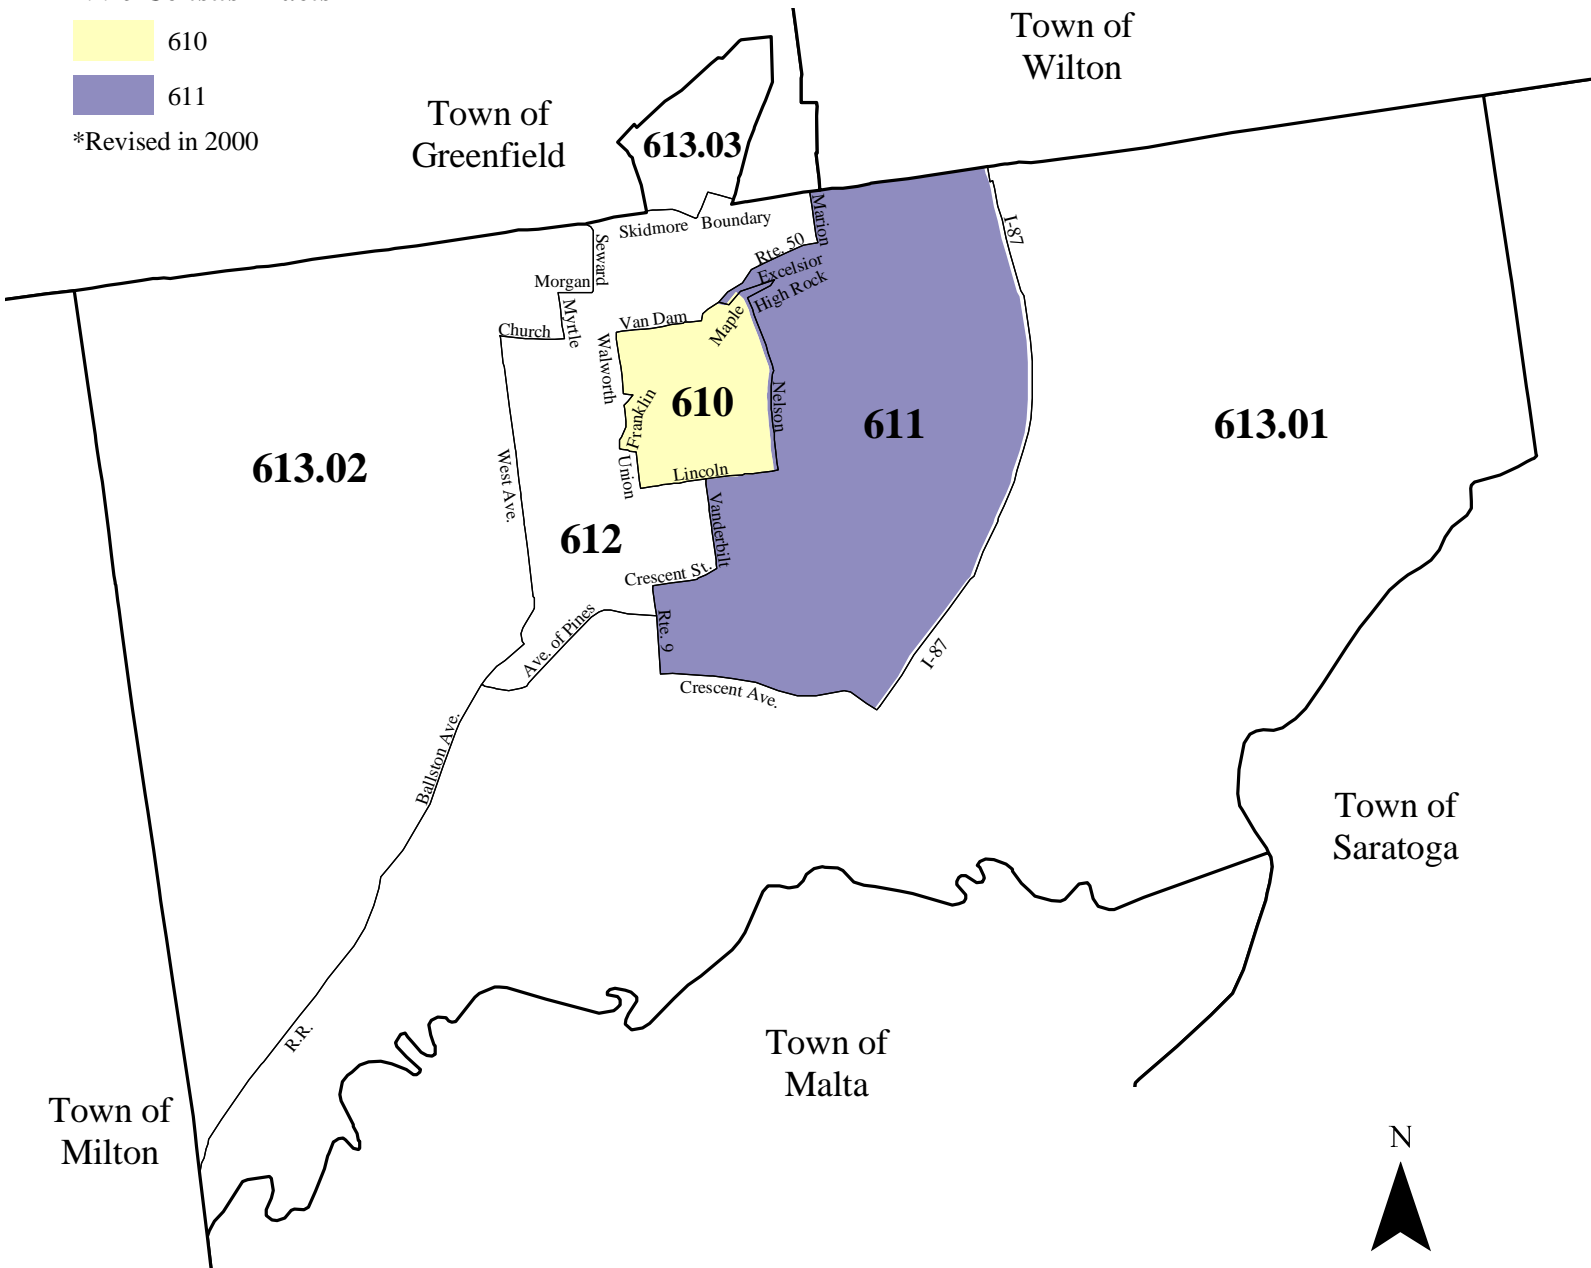 610
611
*Revised in 2000
Town of
Wilton
Town of
Greenfield
613.03
Skidmore
Boundary
Marion
I-87
Seward
Rte. 50
Excelsior
High Rock
Morgan
Myrtle
Church
Van Dam
Maple
Walworth
Franklin
610
Nelson
611
613.01
613.02
West Ave.
Union
Lincoln
Vanderbilt
612
Crescent St.
Ave. of Pines
Rte. 9
I-87
Crescent Ave.
Ballston Ave.
Town of
Saratoga
R.R.
Town of
Malta
Town of
Milton
N